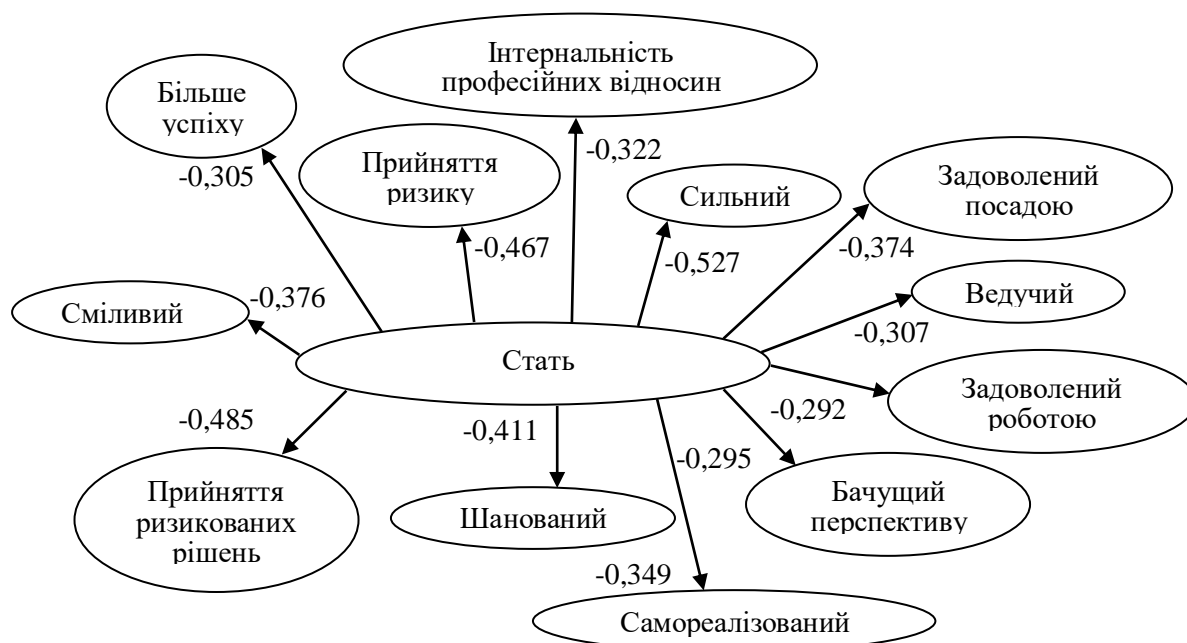 Інтернальність
професійних відносин
Більше
успіху
-0,305
Прийняття
ризику
-0,467
-0,322
Сильний
-0,527
Задоволений
посадою
-0,374
Сміливий
-0,376
Ведучий
-0,307
Стать
Задоволений
роботою
-0,292
-0,485
Прийняття
ризикованих
рішень
-0,411
Шанований
-0,295
Бачущий
перспективу
-0,349
Самореалізований